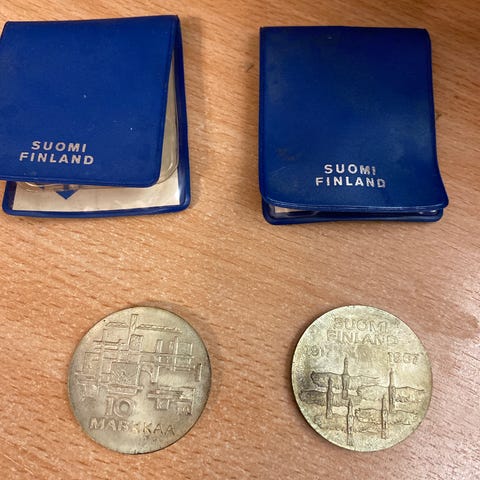 SUOMI
FINLAND
SUOMI
FINLAND
10
MARKKAA
SUOMI
FINLAND
1917 1967